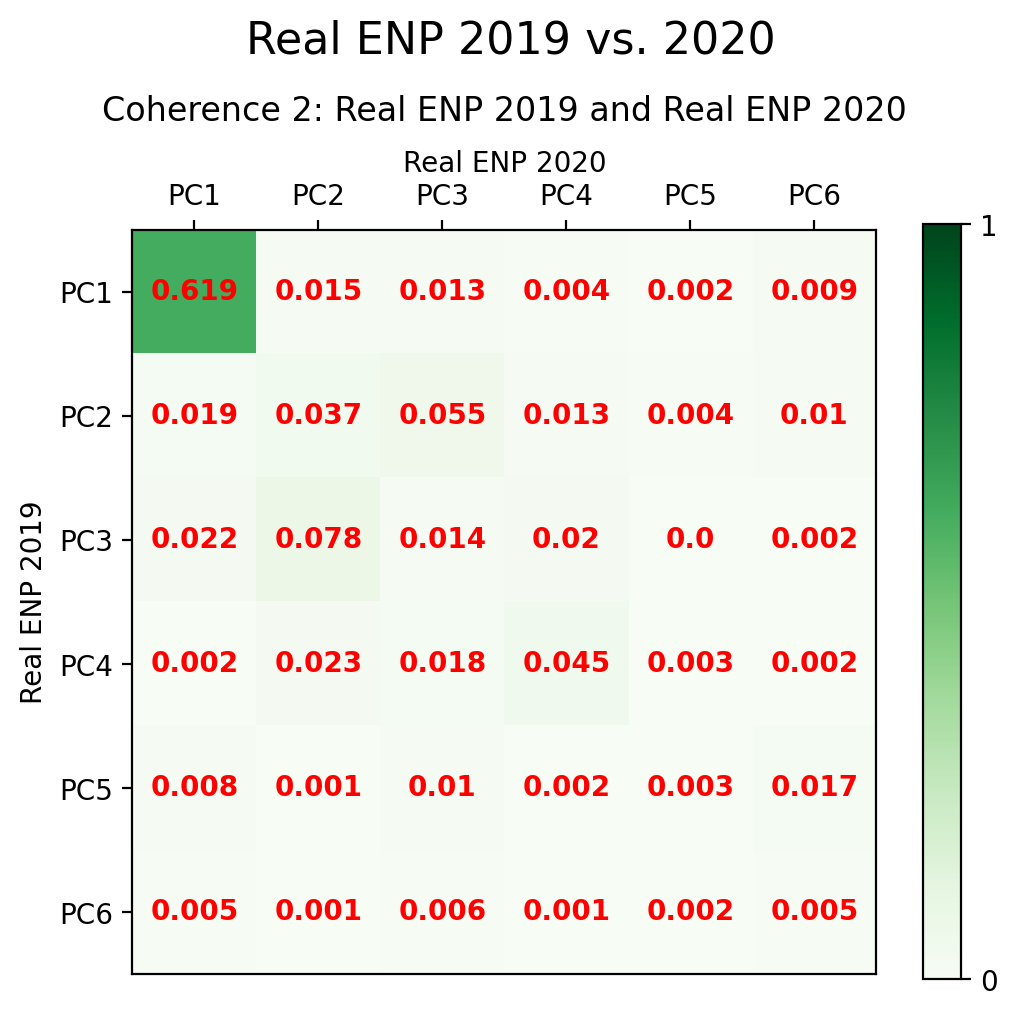 Real ENP 2019 vs. 2020
Coherence 2: Real ENP 2019 and Real ENP 2020
Real ENP 2020
PC1 PC2 PC3 PC4 PC5 PC6
1
PC1 0.619 0.015 0.013 0.004 0.002 0.009
PC2 0.019 0.037 0.055 0.013 0.004 0.01
PC3 0.022 0.078 0.014 0.02 0.0 0.002
Real ENP 2019
PC4 0.002 0.023 0.018 0.045 0.003 0.002
PC5 0.008 0.001 0.01 0.002 0.003 0.017
PC6 0.005 0.001 0.006 0.001 0.002 0.005
0